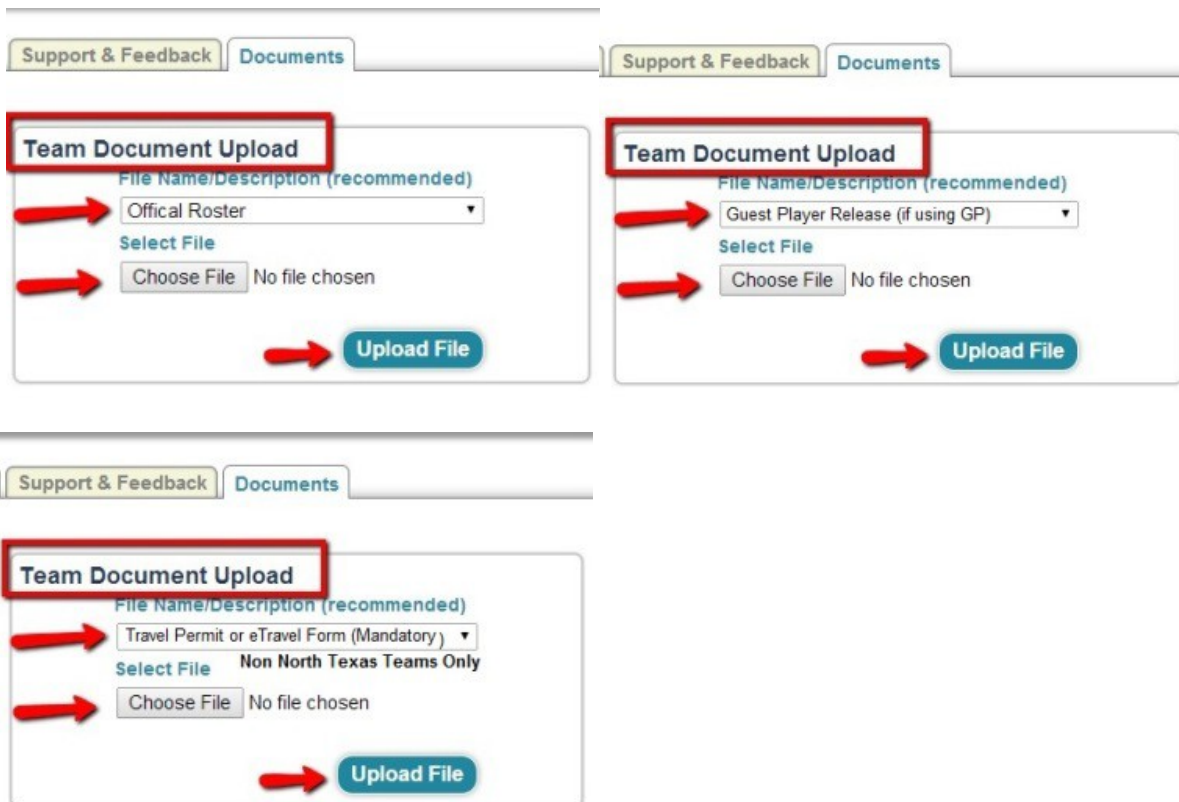 Support & Feedback Documents
Team Document Upload
File Name/Description (recommended)
Offical Roster
Select File
Choose File No file chosen
Upload File
Support & Feedback Documents
Team Document Upload
File Name/Description (recommended)
Guest Player Release (if using GP)
Select File
Choose File No file chosen
Upload File
Support & Feedback Documents
Team Document Upload
File Name/Description (recommended)
Travel Permit or eTravel Form (Mandatory )
Select File Non North Texas Teams Only
Choose File No file chosen
Upload File